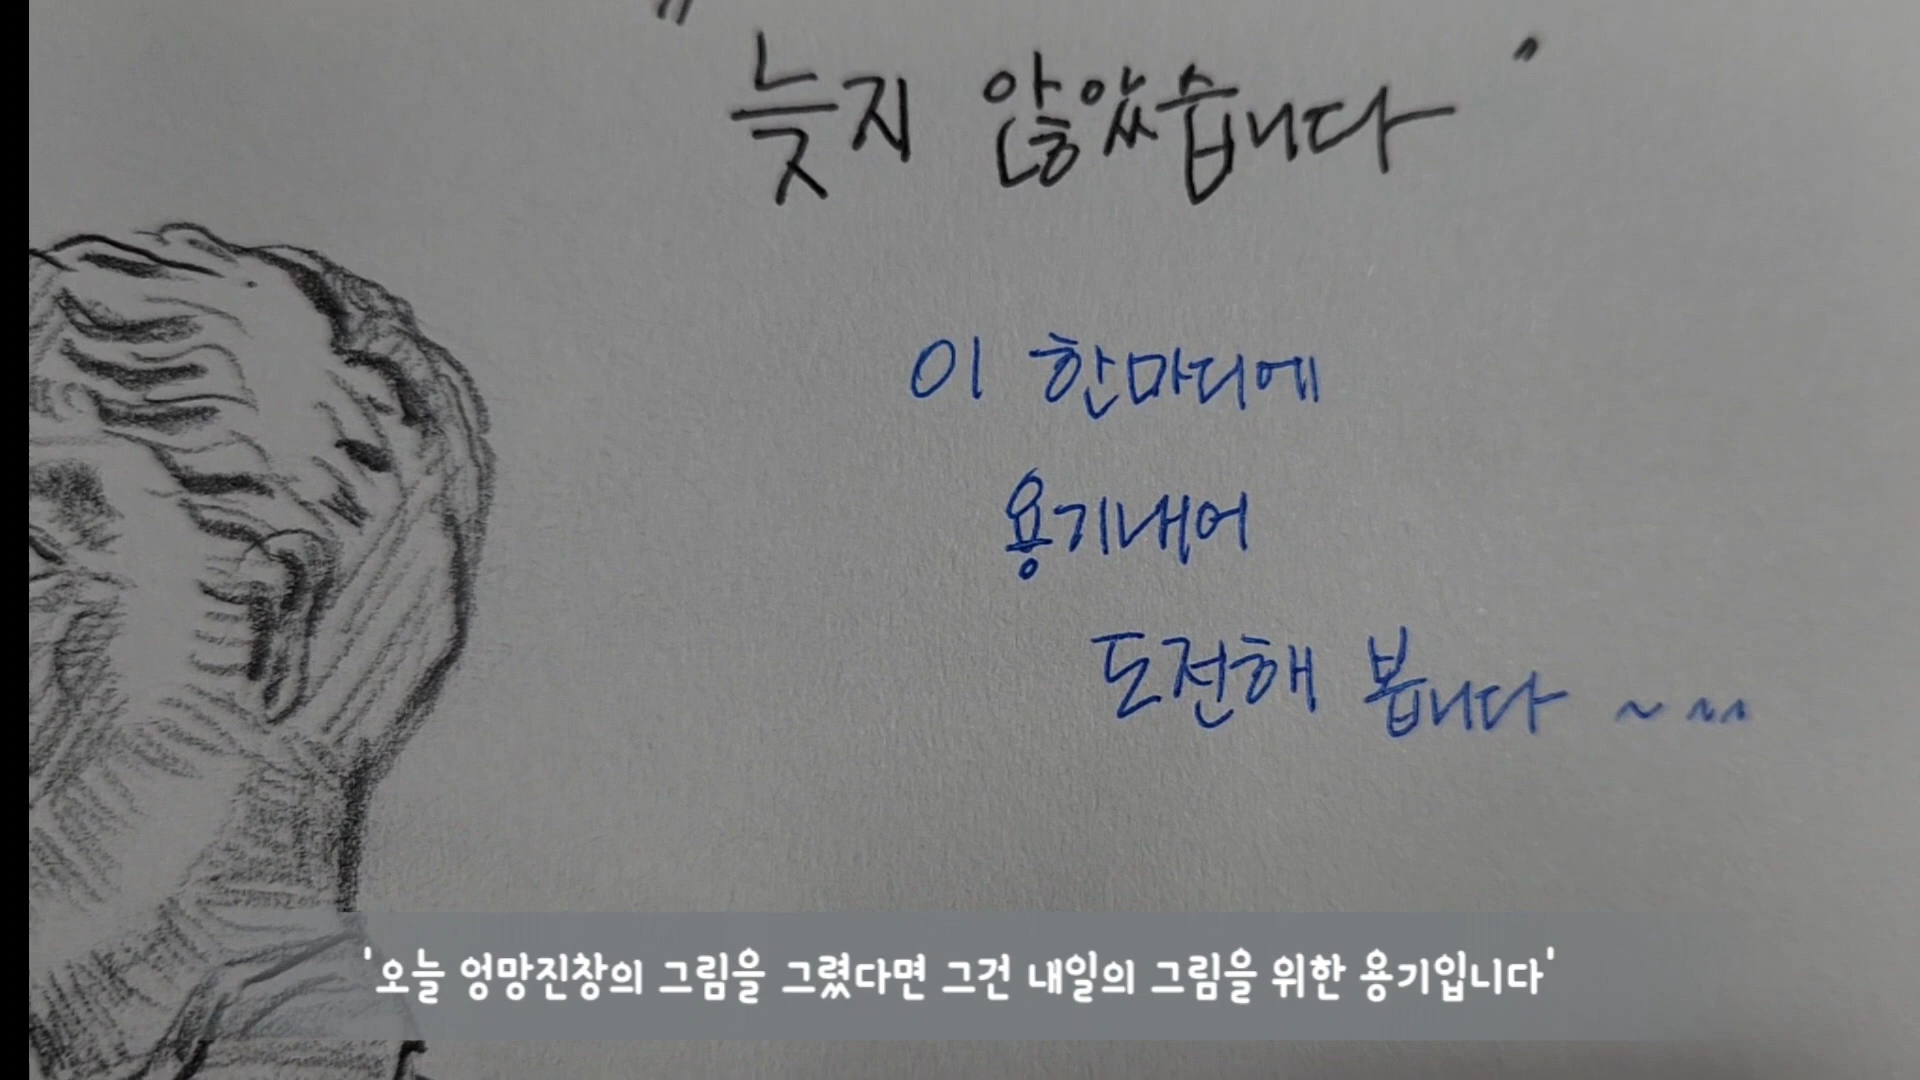 "늦지 않았습니다"
이 한마디에
용기내어
도전해 봅니다 ~ ~~
'오늘 엉망진창의 그림을 그렸다면 그건 내일의 그림을 위한 용기입니다'